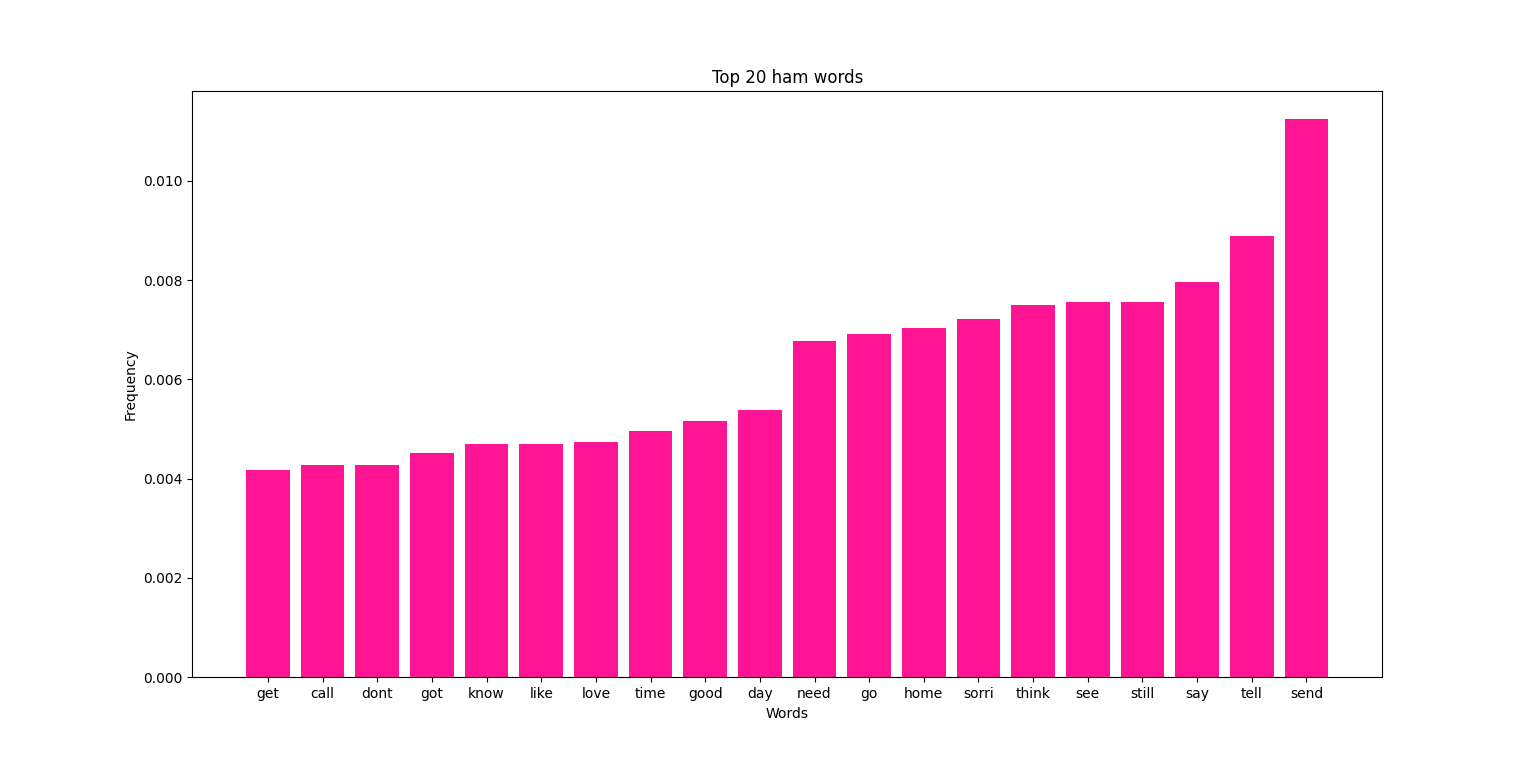 Top 20 ham words
0.010
0.008
0.006
0.004
0.002
0.000
Frequency
get call dont got know like love time good day need go home sorri think see still say tell send
Words